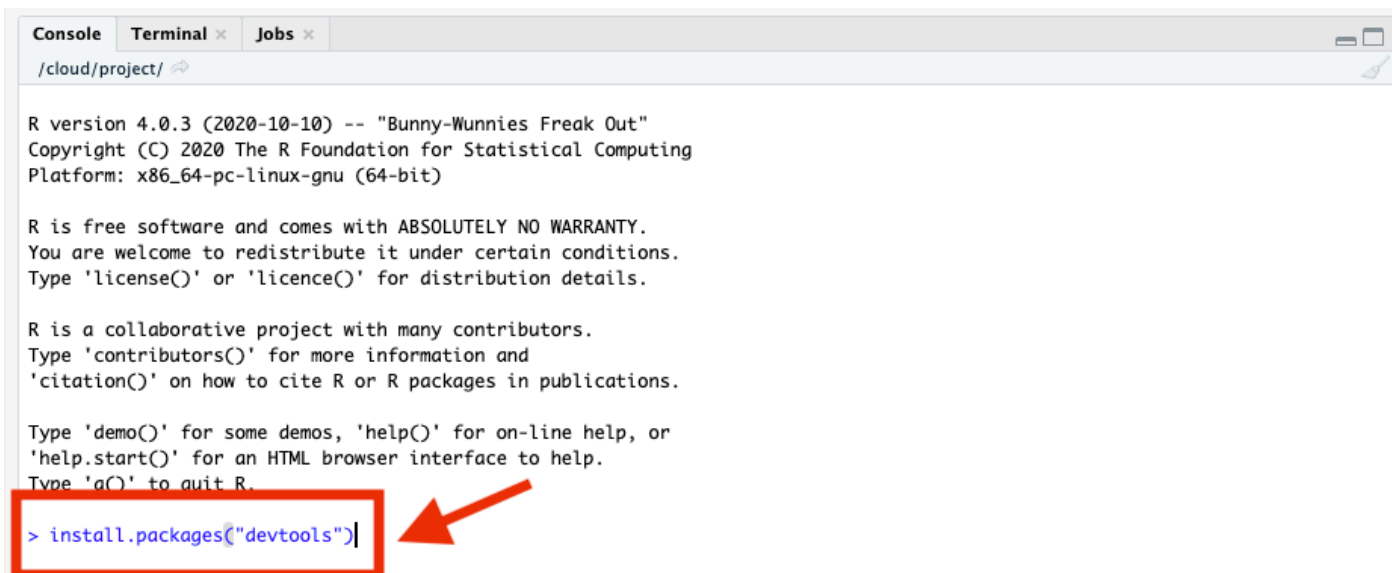 Console Terminal × Jobs ×
/cloud/project/
R version 4.0.3 (2020-10-10) -- "Bunny-Wunnies Freak Out"
Copyright (C) 2020 The R Foundation for Statistical Computing
Platform: x86_64-pc-linux-gnu (64-bit)
R is free software and comes with ABSOLUTELY NO WARRANTY.
You are welcome to redistribute it under certain conditions.
Type 'license()' or 'licence()' for distribution details.
R is a collaborative project with many contributors.
Type 'contributors()' for more information and
'citation()' on how to cite R or R packages in publications.
Type 'demo()' for some demos, 'help()' for on-line help, or
'help.start()' for an HTML browser interface to help.
Type 'q()' to quit R.
> install.packages("devtools")